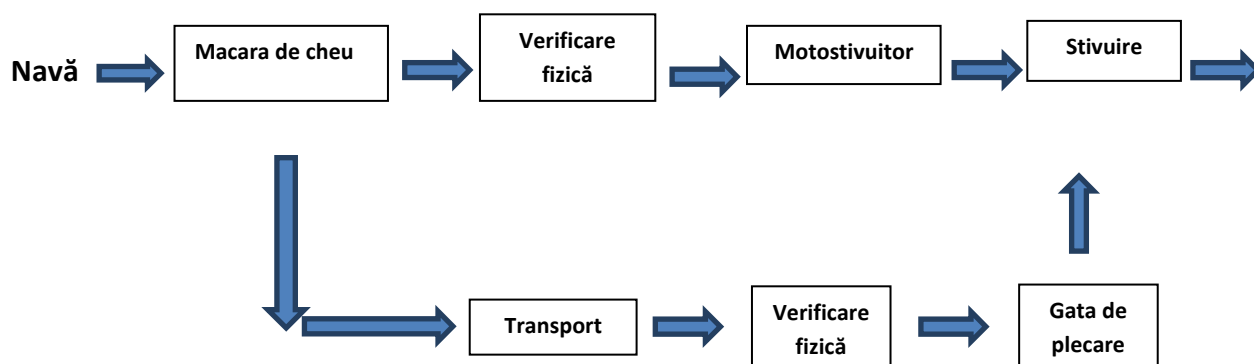 Navă
Macara de cheu
Verificare
fizică
Motostivuitor
Stivuire
Transport
Verificare
fizică
Gata de
plecare